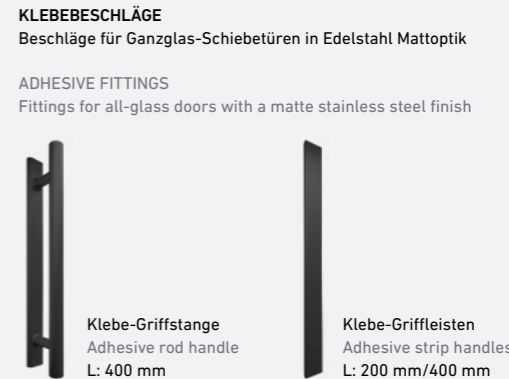 KLEBEBESCHLÄGE
Beschläge für Ganzglas-Schiebetüren in Edelstahl Mattoptik
ADHESIVE FITTINGS
Fittings for all-glass doors with a matte stainless steel finish
Klebe-Griffstange
Adhesive rod handle
L: 400 mm
Klebe-Griffleisten
Adhesive strip handles
L: 200 mm/400 mm